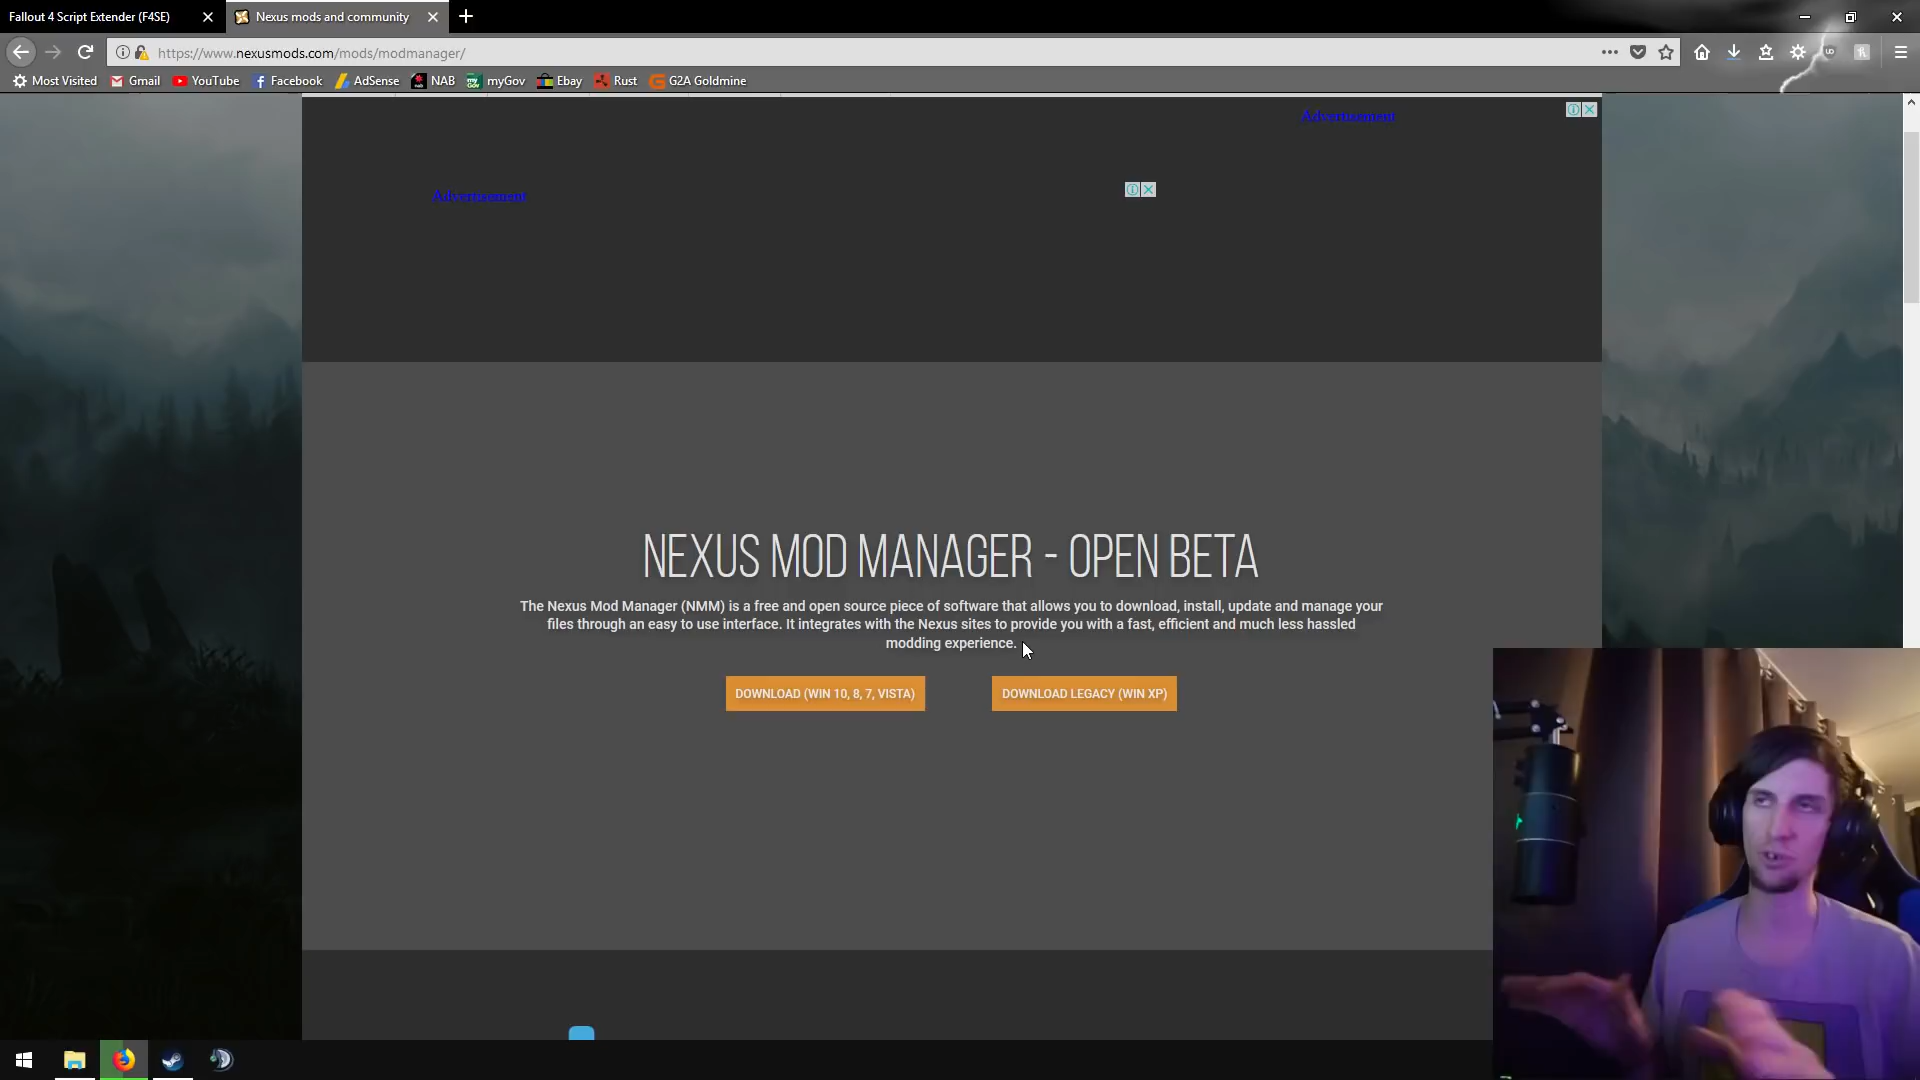 Fallout 4 Script Extender (F4SE)
Nexus mods and community
https://www.nexusmods.com/mods/modmanager/
Most Visited Gmail YouTube Facebook AdSense NAB myGov Ebay Rust G2A Goldmine
Advertisement
Advertisement
NEXUS MOD MANAGER - OPEN BETA
The Nexus Mod Manager (NMM) is a free and open source piece of software that allows you to download, install, update and manage your
files through an easy to use interface. It integrates with the Nexus sites to provide you with a fast, efficient and much less hassled
modding experience.
DOWNLOAD (WIN 10, 8, 7, VISTA)
DOWNLOAD LEGACY (WIN XP)